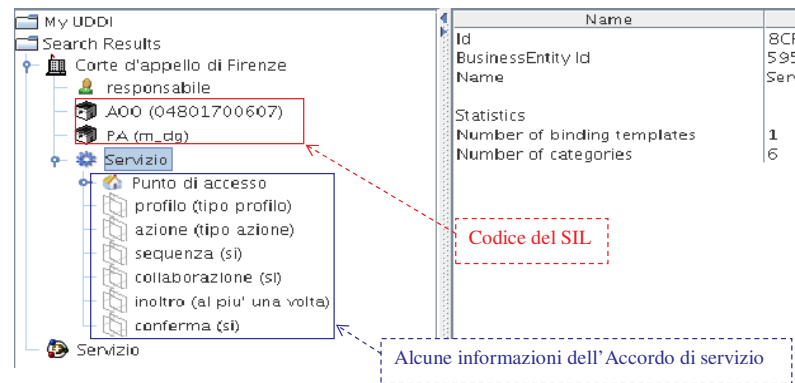 My UDDI
Search Results
Corte d'appello di Firenze
responsabile
AOO (04801700607)
PA (m_dg)
Servizio
Punto di accesso
profilo (tipo profilo)
azione (tipo azione)
sequenza (si)
collaborazione (si)
inoltro (al piu' una volta)
conferma (si)
Servizio
Name
Id
BusinessEntity Id 595
Name Ser
Statistics
Number of binding templates 1
Number of categories 6
Codice del SIL
Alcune informazioni dell'Accordo di servizio